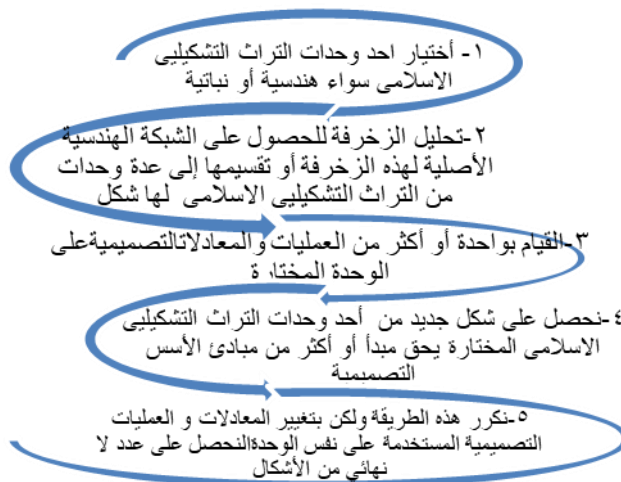 ١- أختيار احد وحدات التراث التشكيليى
الاسلامى سواء هندسية أو نباتية
٢-تحليل الزخرفة للحصول على الشبكة الهندسية
الأصلية لهذه الزخرفة أو تقسيمها إلى عدة وحدات
من التراث التشكيليى الاسلامى لها شكل
٣-القيام بواحدة أو أكثر من العمليات والمعادلاتالتصميميةعلى
الوحدة المختارة
٤-نحصل على شكل جديد من أحد وحدات التراث التشكيليى
الاسلامى المختارة يحق مبدأ أو أكثر من مبادئ الأسس
التصميمية
٥-نكرر هذه الطريقة ولكن بتغيير المعادلات و العمليات
التصميمية المستخدمة على نفس الوحدةالنحصل على عدد لا
نهائي من الأشكال